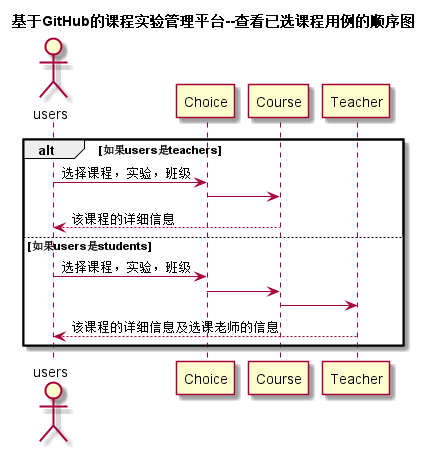 基于GitHub的课程实验管理平台--查看已选课程用例的顺序图
users
Choice
Course
Teacher
alt
[如果users是teachers]
选择课程，实验，班级
该课程的详细信息
[如果users是students]
选择课程，实验，班级
该课程的详细信息及选课老师的信息
users
Choice
Course
Teacher